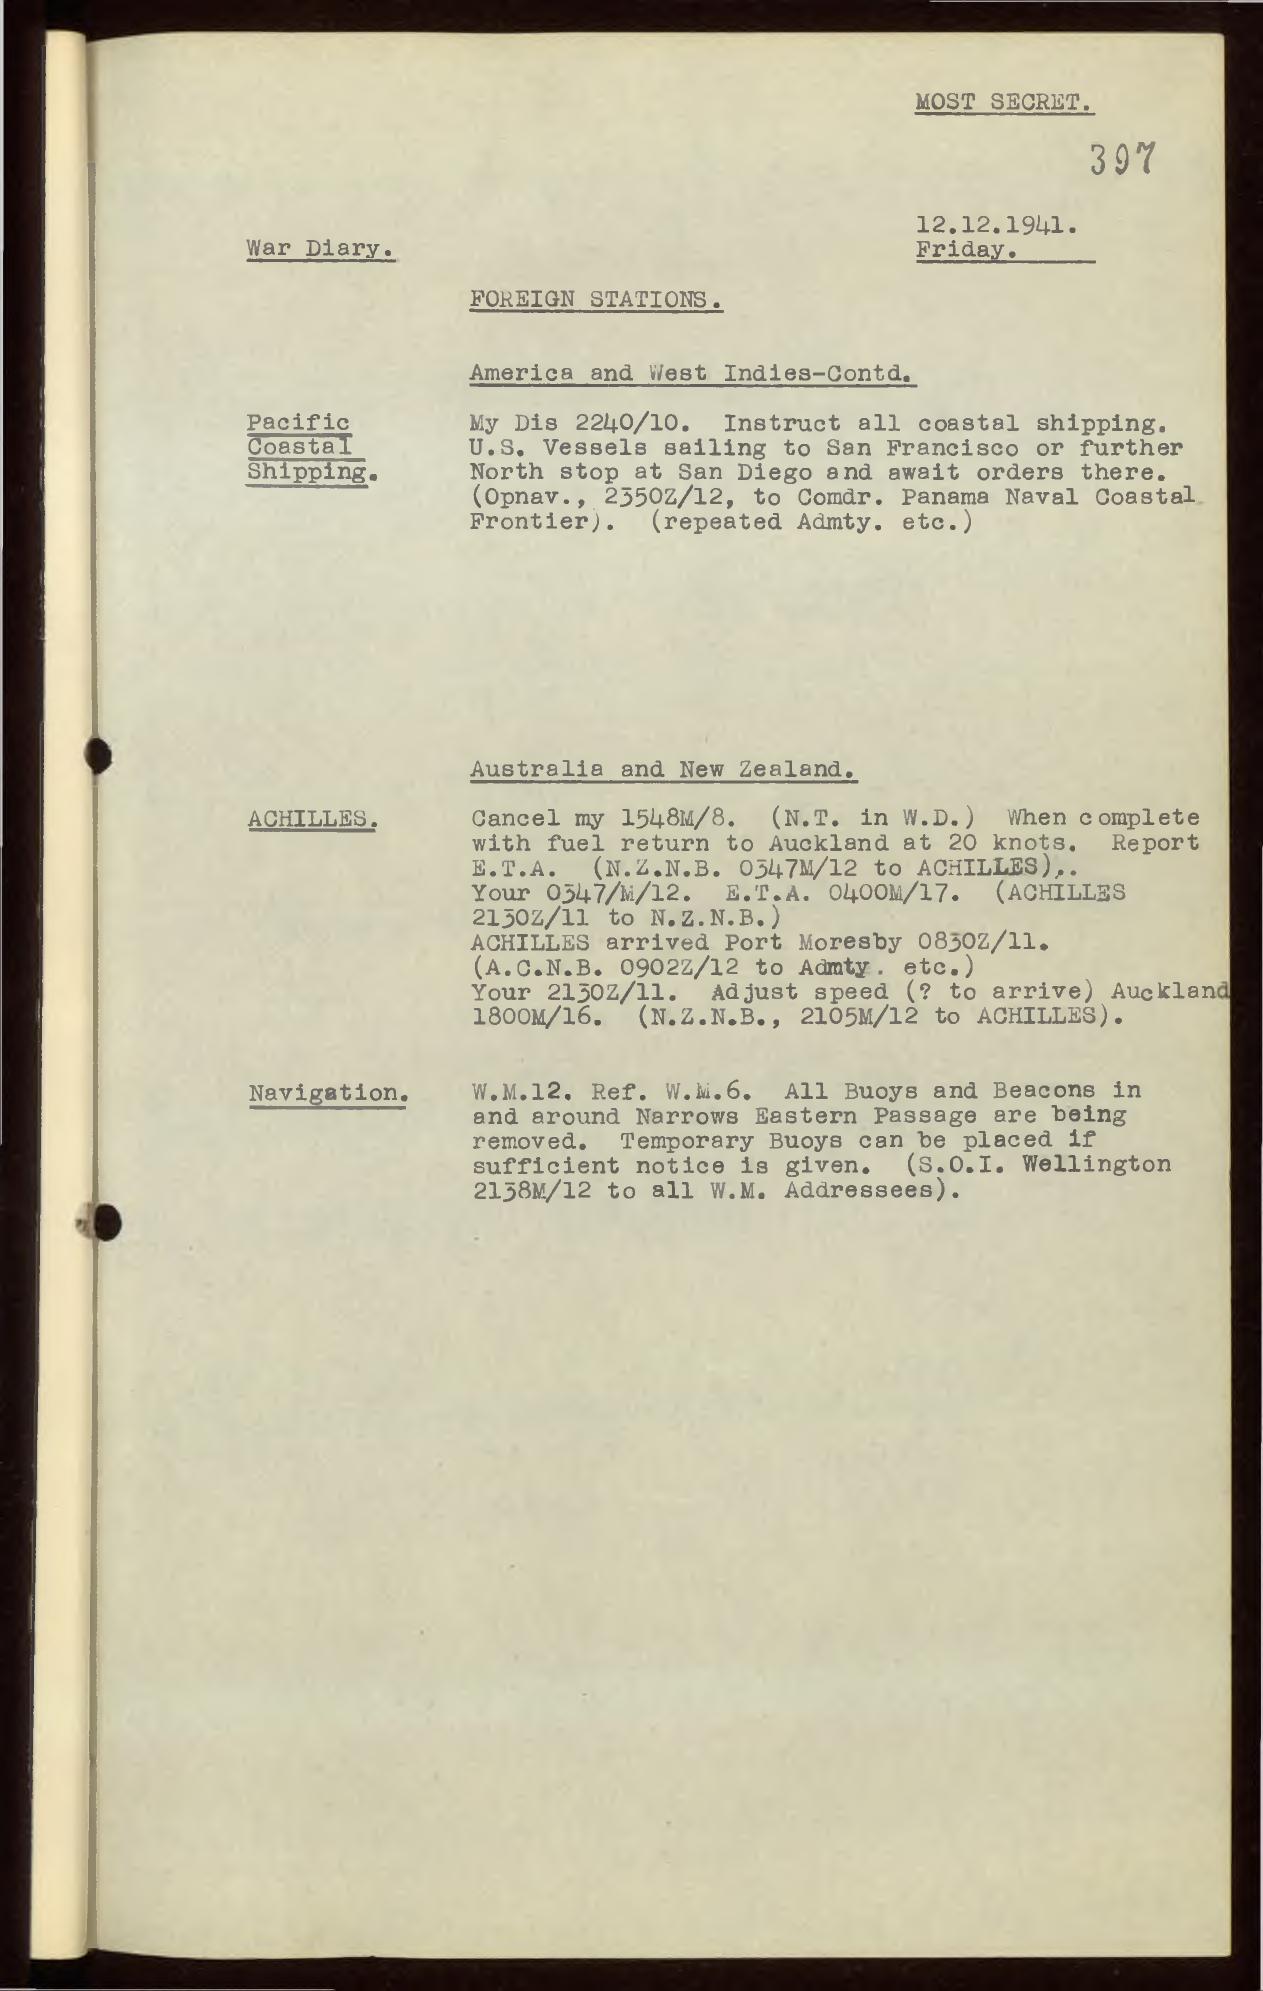 MOST SECRET.
397
12.12.1941.
War Diary.
Friday.
FOREIGN STATIONS.
America and West Indies-Contd.
Pacific
Coastal
Shipping.
My Dis 2240/10. Instruct all coastal shipping.
U.S. Vessels sailing to San Francisco or further
North stop at San Diego and await orders there.
(Opnav., 2350Z/12, to Comdr. Panama Naval Coastal
Frontier). (repeated Admty. etc.)
Australia and New Zealand.
ACHILLES.
Cancel my 1548M/8. (N.T. in W.D.) When complete
with fuel return to Auckland at 20 knots. Report
E.T.A. (N.Z.N.B. 0347M/12 to ACHILLES),.
Your 0347/M/12. E.T.A. 0400M/17. (ACHILLES
2130Z/11 to N.Z.N.B.)
ACHILLES arrived Port Moresby 0830Z/11.
(A.C.N.B. 0902Z/12 to Admty. etc.)
Your 2130Z/11. Adjust speed (? to arrive) Auckland
1800M/16. (N.Z.N.B., 2105M/12 to ACHILLES).
Navigation.
W.M.12. Ref. W.M.6. All Buoys and Beacons in
and around Narrows Eastern Passage are being
removed. Temporary Buoys can be placed if
sufficient notice is given. (S.O.I. Wellington
2138M/12 to all W.M. Addressees).